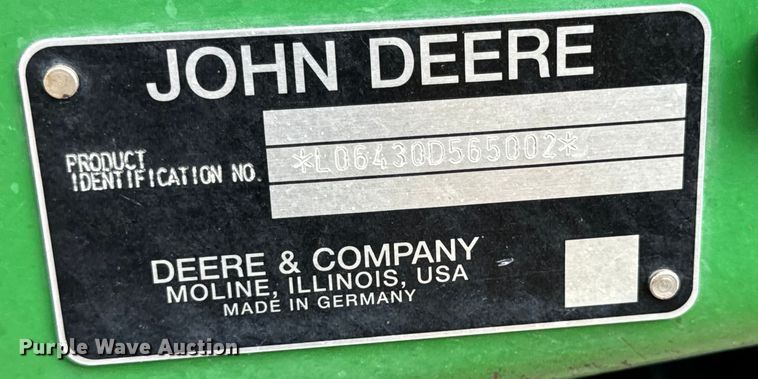 JOHN DEERE
PRODUCT
IDENTIFICATION NO.
*L06430D565002*
DEERE & COMPANY
MOLINE, ILLINOIS, USA
MADE IN GERMANY
Purple Wave Auction